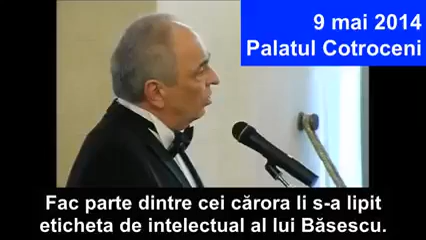 9 mai 2014
Palatul Cotroceni
Fac parte dintre cei cărora li s-a lipit
eticheta de intelectual al lui Băsescu.